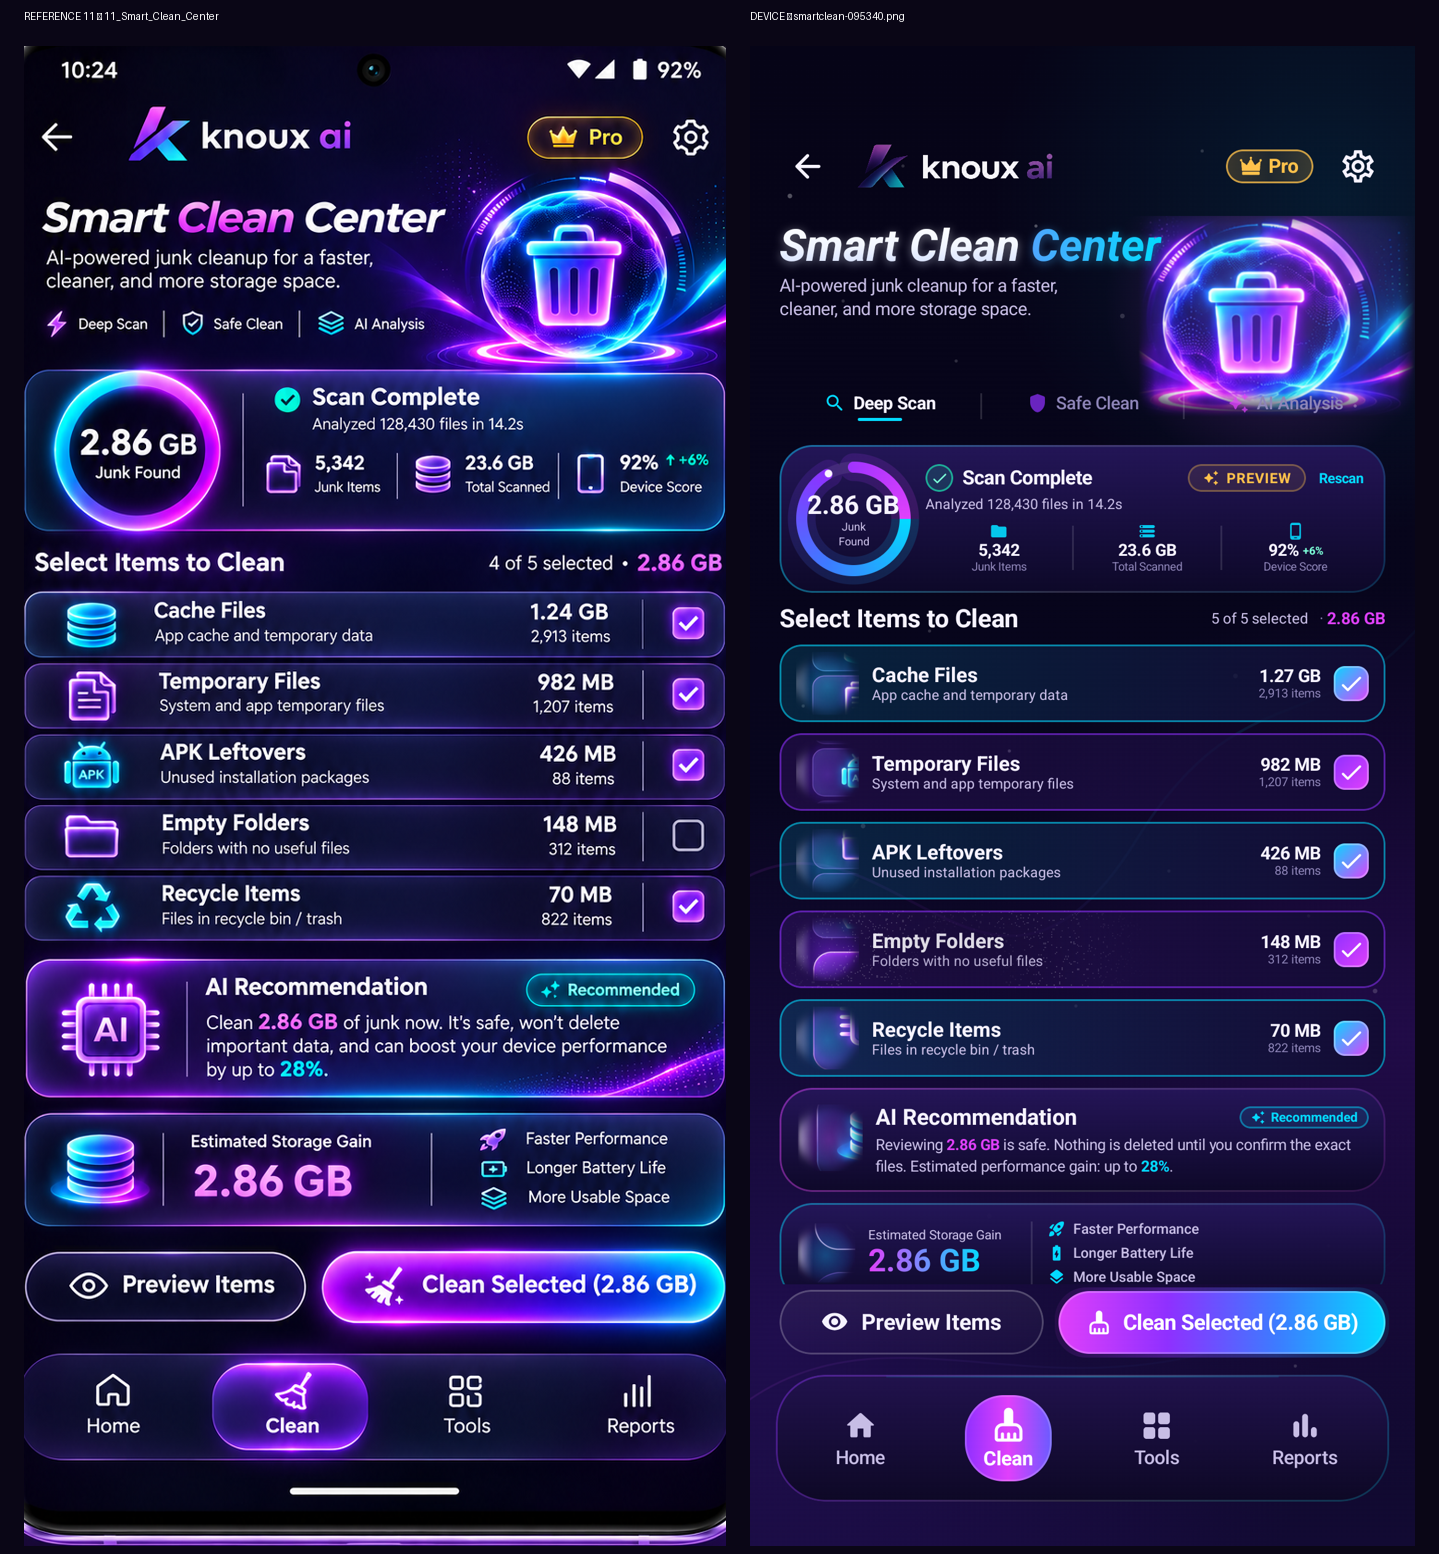 REFERENCE 11 11_Smart_Clean_Center
10:24
92%
knoux ai
Pro
Smart Clean Center
AI-powered junk cleanup for a faster,
cleaner, and more storage space.
Deep Scan
Safe Clean
AI Analysis
2.86 GB
Junk Found
Scan Complete
Analyzed 128,430 files in 14.2s
5,342
Junk Items
23.6 GB
Total Scanned
92% +6%
Device Score
Select Items to Clean
4 of 5 selected • 2.86 GB
Cache Files
App cache and temporary data
1.24 GB
2,913 items
Temporary Files
System and app temporary files
982 MB
1,207 items
APK
APK Leftovers
Unused installation packages
426 MB
88 items
Empty Folders
Folders with no useful files
148 MB
312 items
Recycle Items
Files in recycle bin / trash
70 MB
822 items
AI
AI Recommendation
Recommended
Clean 2.86 GB of junk now. It's safe, won't delete
important data, and can boost your device performance
by up to 28%.
Estimated Storage Gain
2.86 GB
Faster Performance
Longer Battery Life
More Usable Space
Preview Items
Clean Selected (2.86 GB)
Home
Clean
Tools
Reports
DEVICE smartclean-095340.png
knoux ai
Pro
Smart Clean Center
AI-powered junk cleanup for a faster,
cleaner, and more storage space.
Deep Scan
Safe Clean
AI Analysis
2.86 GB
Junk
Found
Scan Complete
PREVIEW
Rescan
Analyzed 128,430 files in 14.2s
5,342
Junk Items
23.6 GB
Total Scanned
92% +6%
Device Score
Select Items to Clean
5 of 5 selected · 2.86 GB
Cache Files
App cache and temporary data
1.27 GB
2,913 items
Temporary Files
System and app temporary files
982 MB
1,207 items
APK Leftovers
Unused installation packages
426 MB
88 items
Empty Folders
Folders with no useful files
148 MB
312 items
Recycle Items
Files in recycle bin / trash
70 MB
822 items
AI Recommendation
Recommended
Reviewing 2.86 GB is safe. Nothing is deleted until you confirm the exact
files. Estimated performance gain: up to 28%.
Estimated Storage Gain
2.86 GB
Faster Performance
Longer Battery Life
More Usable Space
Preview Items
Clean Selected (2.86 GB)
Home
Clean
Tools
Reports